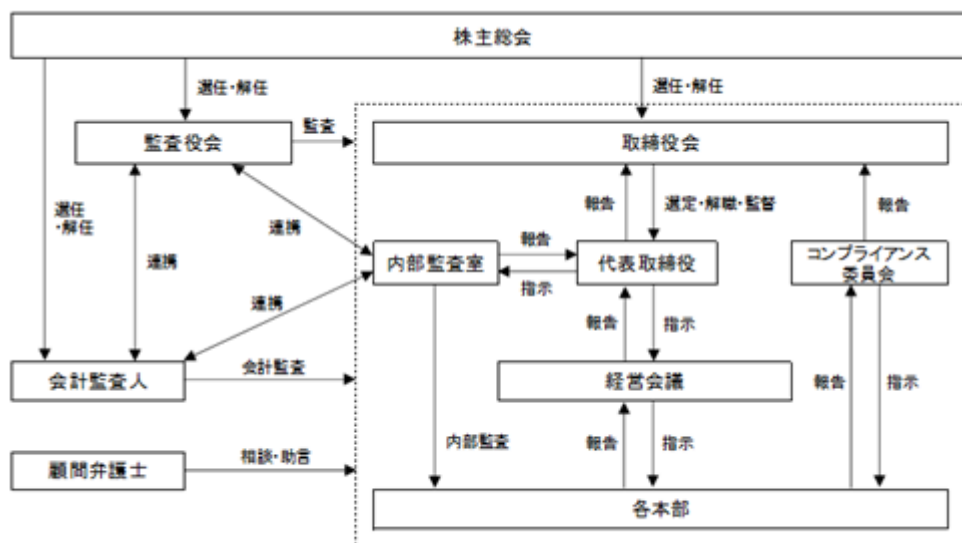 株主総会
選任・解任
選任・解任
監査
監査役会
取締役会
選任
・解任
報告
選定・解職・監督
報告
連携
連携
報告
内部監査室
代表取締役
コンプライアンス
委員会
指示
連携
報告
指示
会計監査人
会計監査
経営会議
報告
指示
内部監査
報告
指示
顧問弁護士
相談・助言
各本部